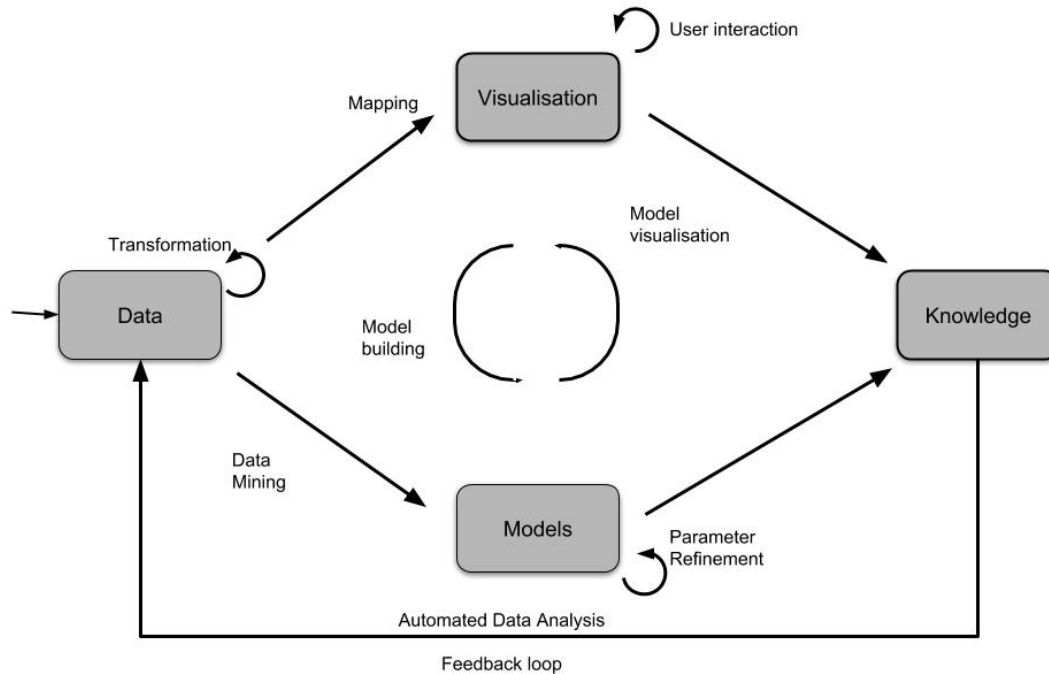 User interaction
Visualisation
Mapping
Model
visualisation
Transformation
Data
Knowledge
Model
building
Data
Mining
Models
Parameter
Refinement
Automated Data Analysis
Feedback loop